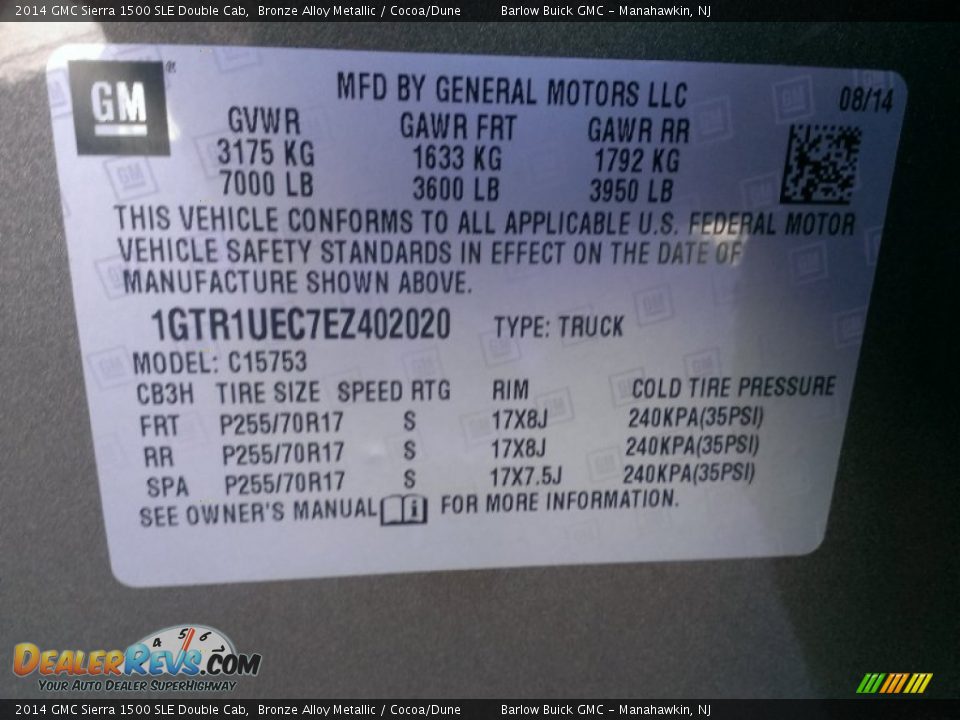 2014 GMC Sierra 1500 SLE Double Cab, Bronze Alloy Metallic / Cocoa/Dune Barlow Buick GMC - Manahawkin, NJ
GM ®
MFD BY GENERAL MOTORS LLC 08/14
GVWR GAWR FRT GAWR RR
3175 KG 1633 KG 1792 KG
7000 LB 3600 LB 3950 LB
THIS VEHICLE CONFORMS TO ALL APPLICABLE U.S. FEDERAL MOTOR
VEHICLE SAFETY STANDARDS IN EFFECT ON THE DATE OF
MANUFACTURE SHOWN ABOVE.
1GTR1UEC7EZ402020 TYPE: TRUCK
MODEL: C15753
CB3H TIRE SIZE SPEED RTG RIM COLD TIRE PRESSURE
FRT P255/70R17 S 17X8J 240KPA(35PSI)
RR P255/70R17 S 17X8J 240KPA(35PSI)
SPA P255/70R17 S 17X7.5J 240KPA(35PSI)
SEE OWNER'S MANUAL i FOR MORE INFORMATION.
4 5 6 7
DealerRevs.com
Your Auto Dealer SuperHighway
2014 GMC Sierra 1500 SLE Double Cab, Bronze Alloy Metallic / Cocoa/Dune Barlow Buick GMC - Manahawkin, NJ